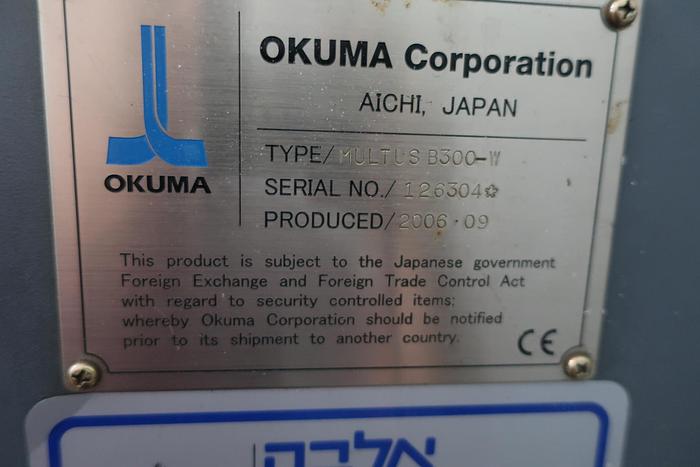 OKUMA Corporation
AICHI, JAPAN
OKUMA
TYPE/MULTUS B300-W
SERIAL NO./126304✿
PRODUCED/2006·09
This product is subject to the Japanese government
Foreign Exchange and Foreign Trade Control Act
with regard to security controlled items;
whereby Okuma Corporation should be notified
prior to its shipment to another country.
CE